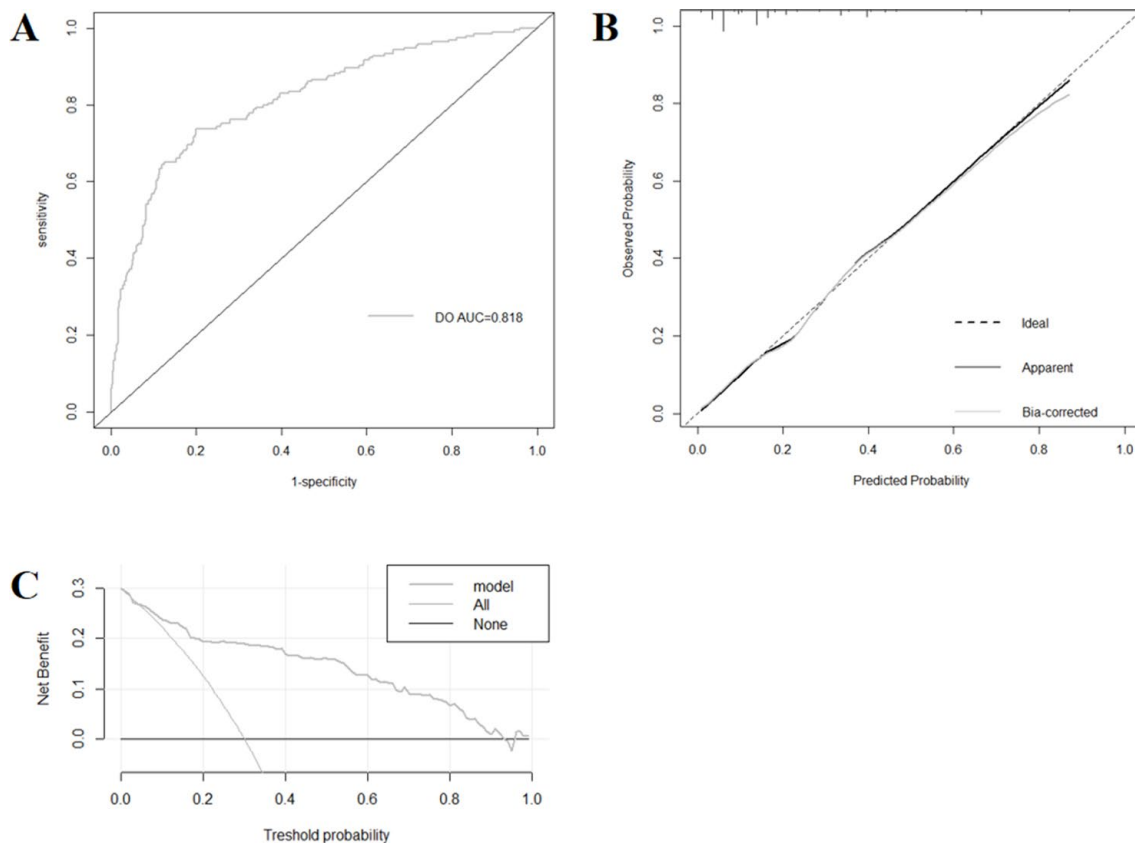 A
1.0
0.8
0.6
0.4
0.2
0.0
sensitivity
DO AUC=0.818
0.0 0.2 0.4 0.6 0.8 1.0
1-specificity
B
1.0
0.8
0.6
0.4
0.2
0.0
Observed Probability
Ideal
Apparent
Bia-corrected
0.0 0.2 0.4 0.6 0.8 1.0
Predicted Probability
C
0.3
0.2
0.1
0.0
Net Benefit
model
All
None
0.0 0.2 0.4 0.6 0.8 1.0
Treshold probability